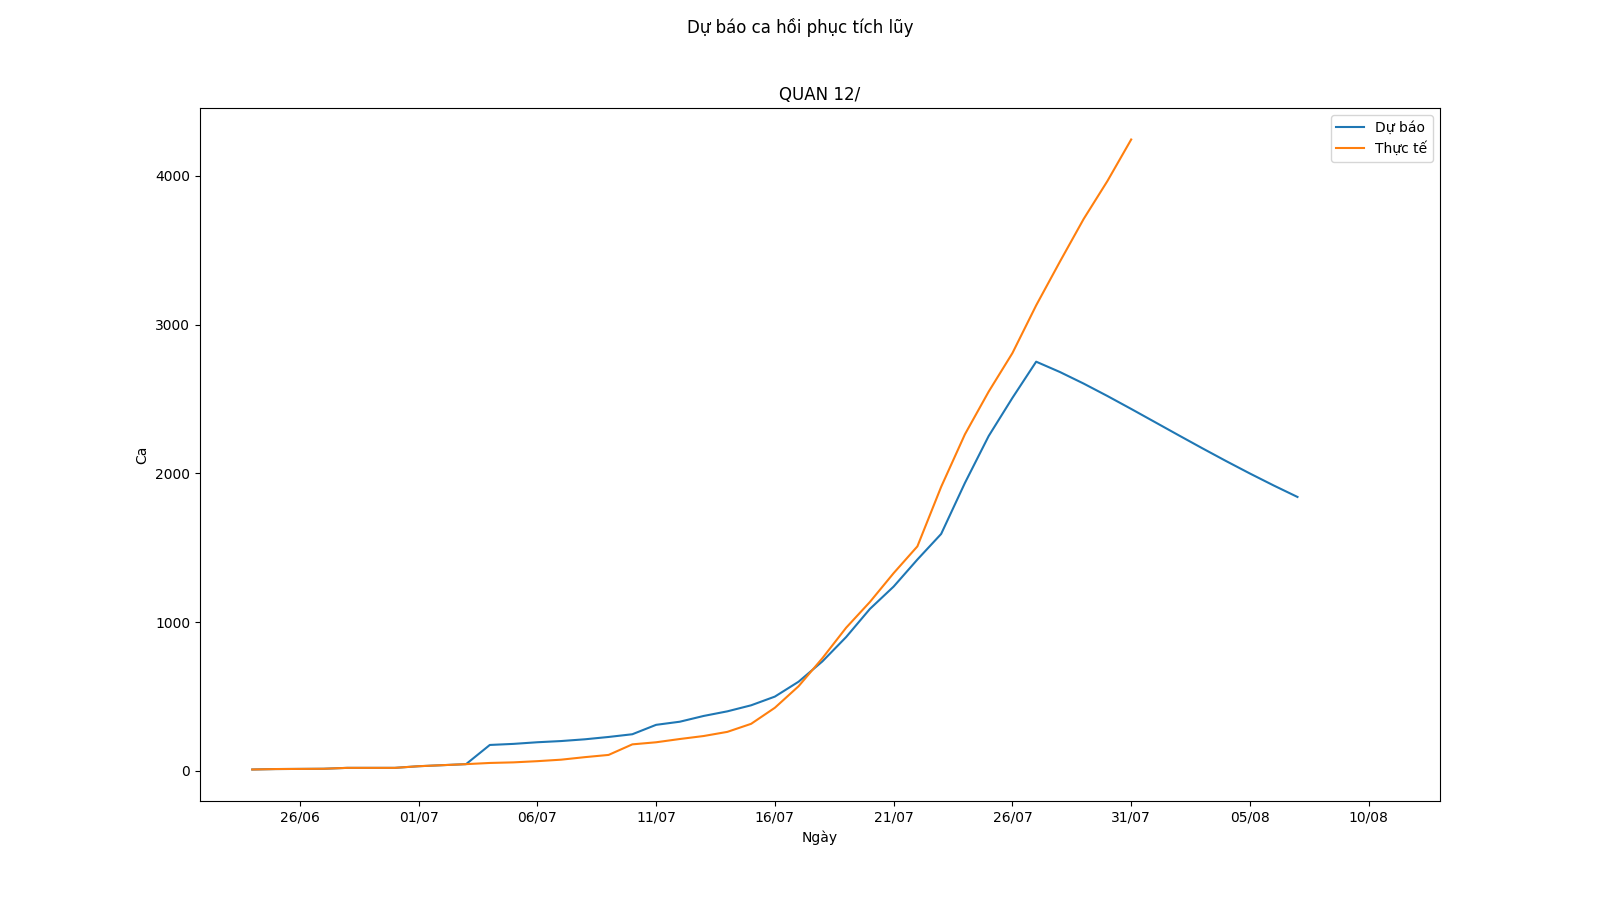 Dự báo ca hồi phục tích lũy
QUAN 12/
Dự báo
Thực tế
4000
3000
2000
1000
0
Ca
26/06
01/07
06/07
11/07
16/07
21/07
26/07
31/07
05/08
10/08
Ngày